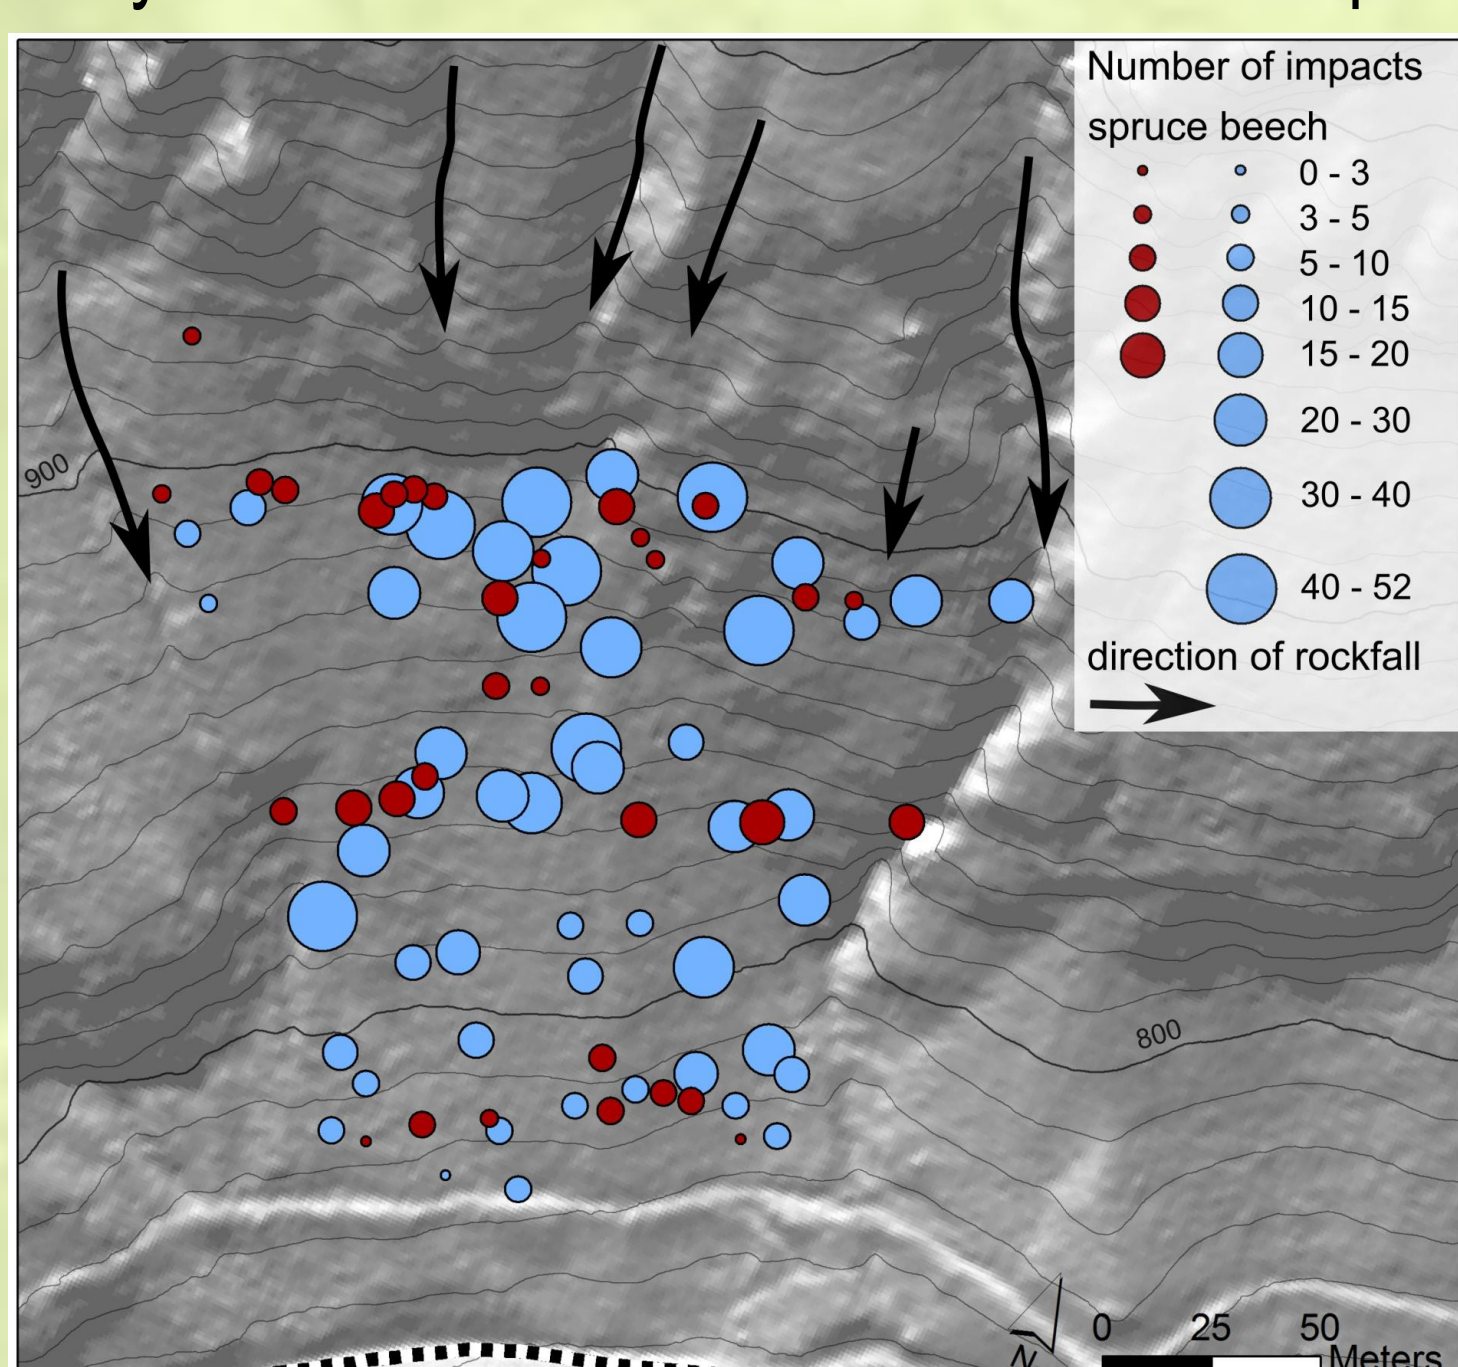 Number of impacts
spruce beech
0 - 3
3 - 5
5 - 10
10 - 15
15 - 20
20 - 30
30 - 40
40 - 52
direction of rockfall
900
800
N
0 25 50
Meters